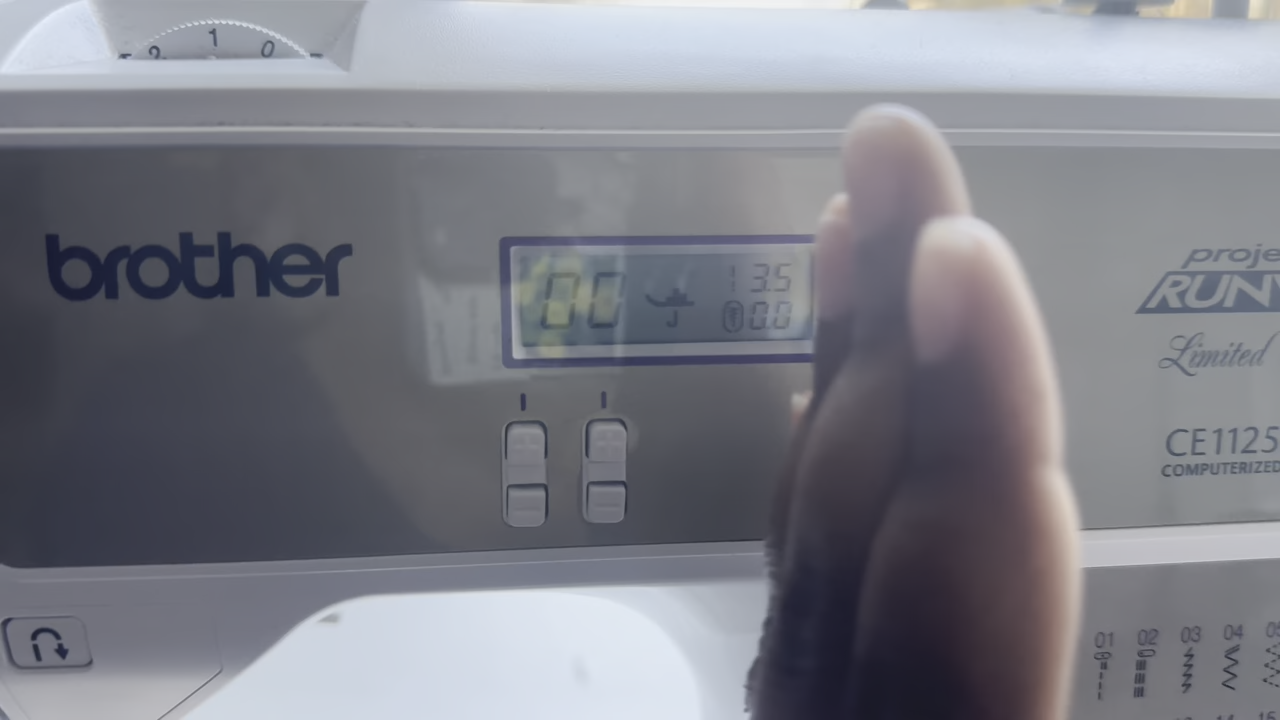 2 1 0
brother
00 J 1 3.5
0.0
proje
RUNW
Limited
CE1125
COMPUTERIZED
01 02 03 04 05